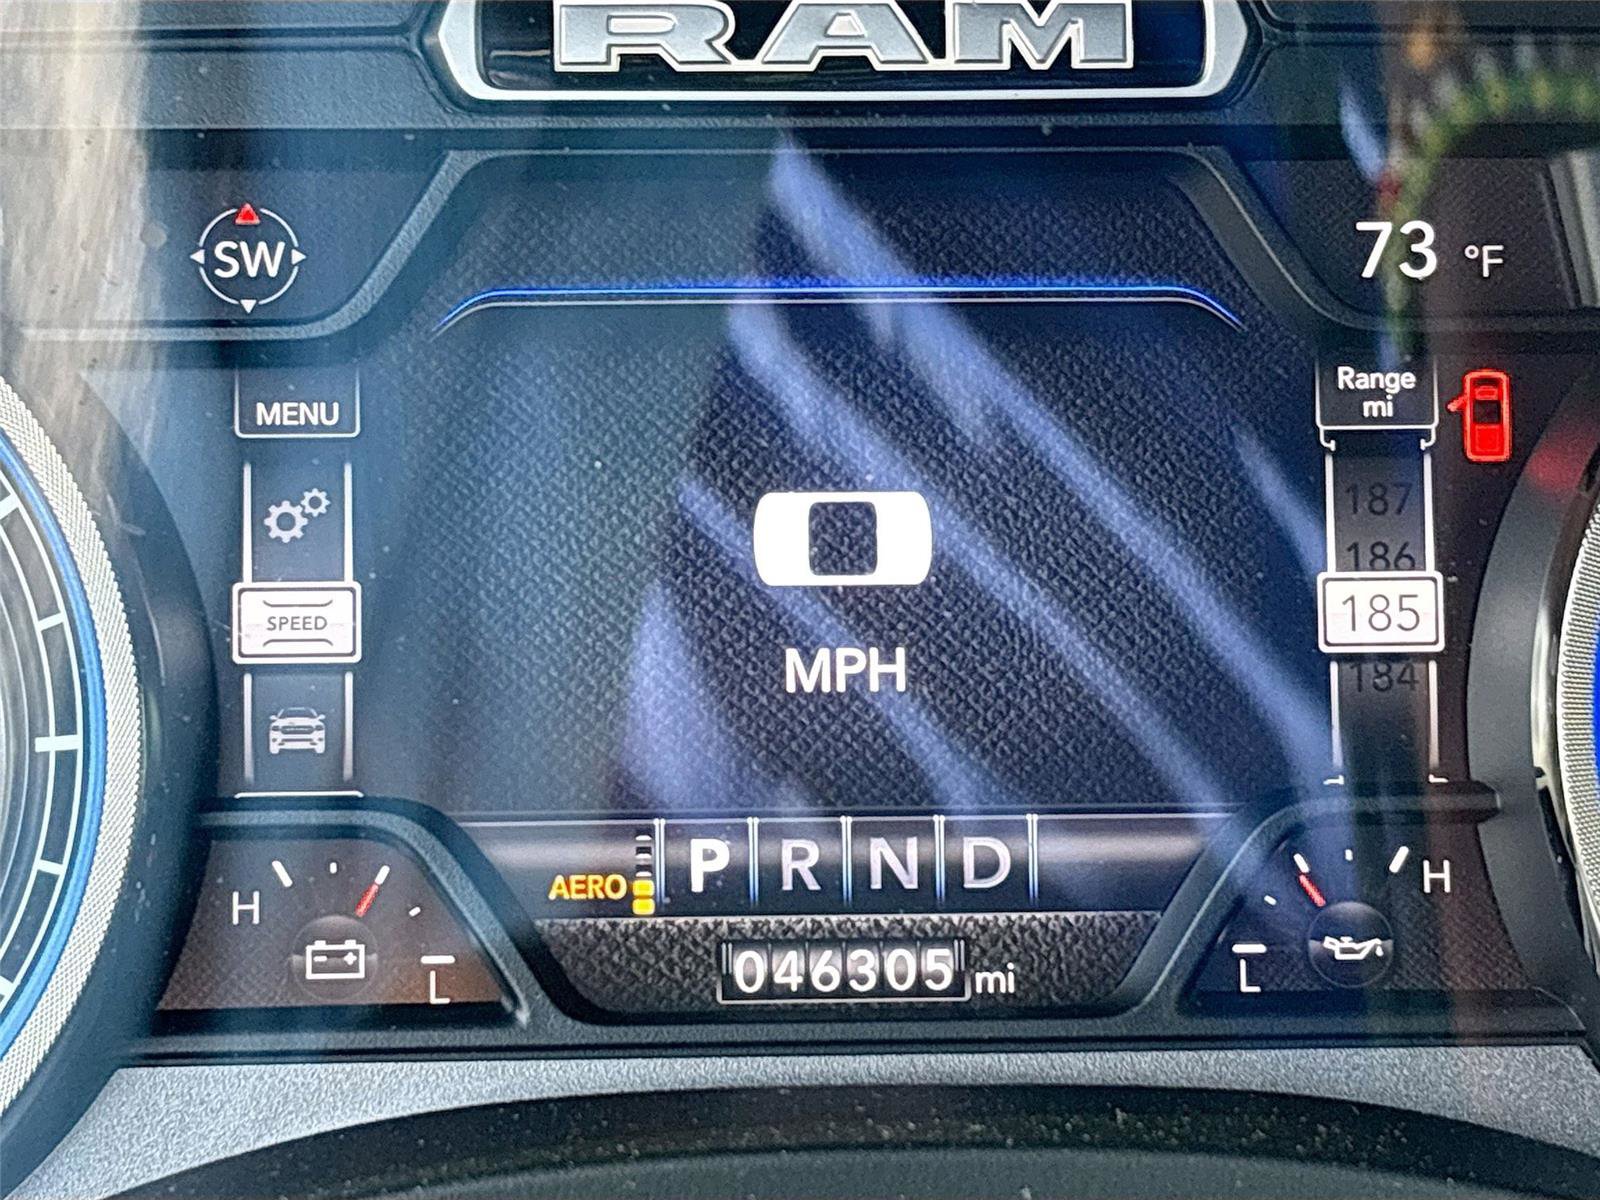 RAM
SW
73 °F
MENU
Range
mi
187
186
SPEED
185
0
184
MPH
AERO
P R N D
H
H
L
L
046305 mi